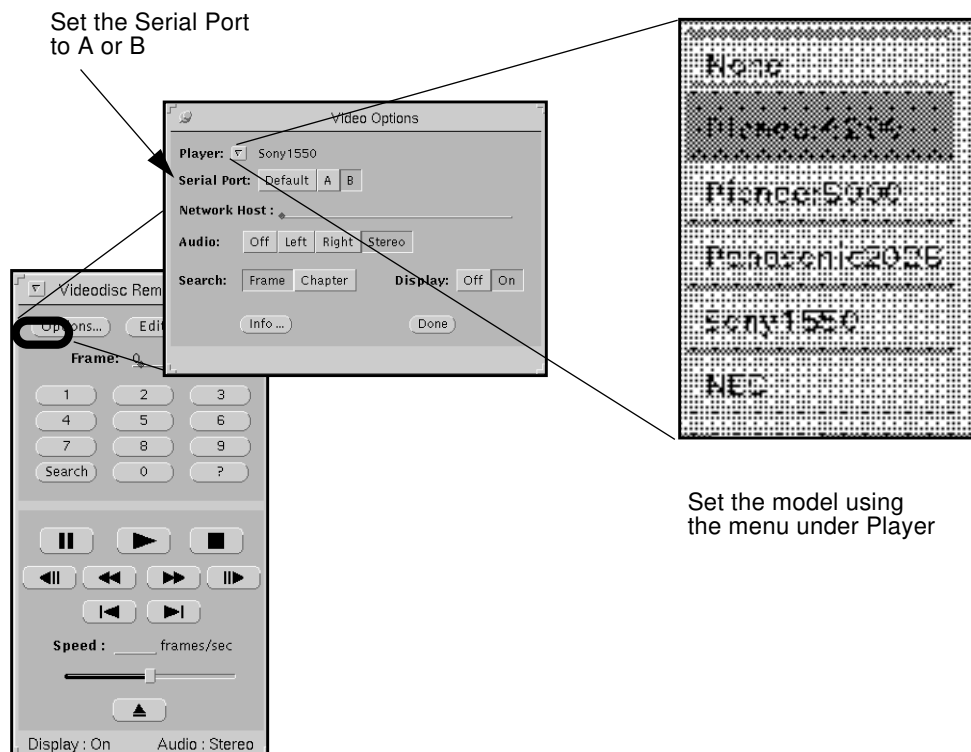 Set the Serial Port
to A or B
Video Options
Player: Sony1550
Serial Port: Default A B
Network Host :
Audio: Off Left Right Stereo
Search: Frame Chapter Display: Off On
Info ... Done
None
Pioneer4200
Panasonic2026
Sony1550
NEC
Set the model using
the menu under Player
Videodisc Rem
Options... Edit
Frame: 0
1 2 3
4 5 6
7 8 9
Search 0 ?
Speed : frames/sec
Display : On Audio : Stereo